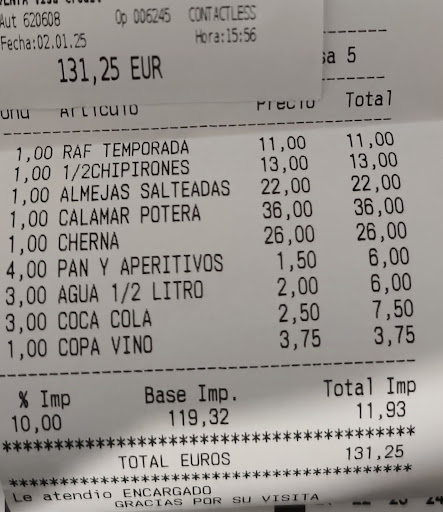 Aut 620608 Op 006245 CONTACTLESS
Fecha:02.01.25 Hora:15:56
131,25 EUR
5
Precio Total
1,00 RAF TEMPORADA 11,00 11,00
1,00 1/2CHIPIRONES 13,00 13,00
1,00 ALMEJAS SALTEADAS 22,00 22,00
1,00 CALAMAR POTERA 36,00 36,00
1,00 CHERNA 26,00 26,00
4,00 PAN Y APERITIVOS 1,50 6,00
3,00 AGUA 1/2 LITRO 2,00 6,00
3,00 COCA COLA 2,50 7,50
1,00 COPA VINO 3,75 3,75
% Imp Base Imp. Total Imp
10,00 119,32 11,93
****************************************
TOTAL EUROS 131,25
****************************************
Le atendio ENCARGADO
GRACIAS POR SU VISITA